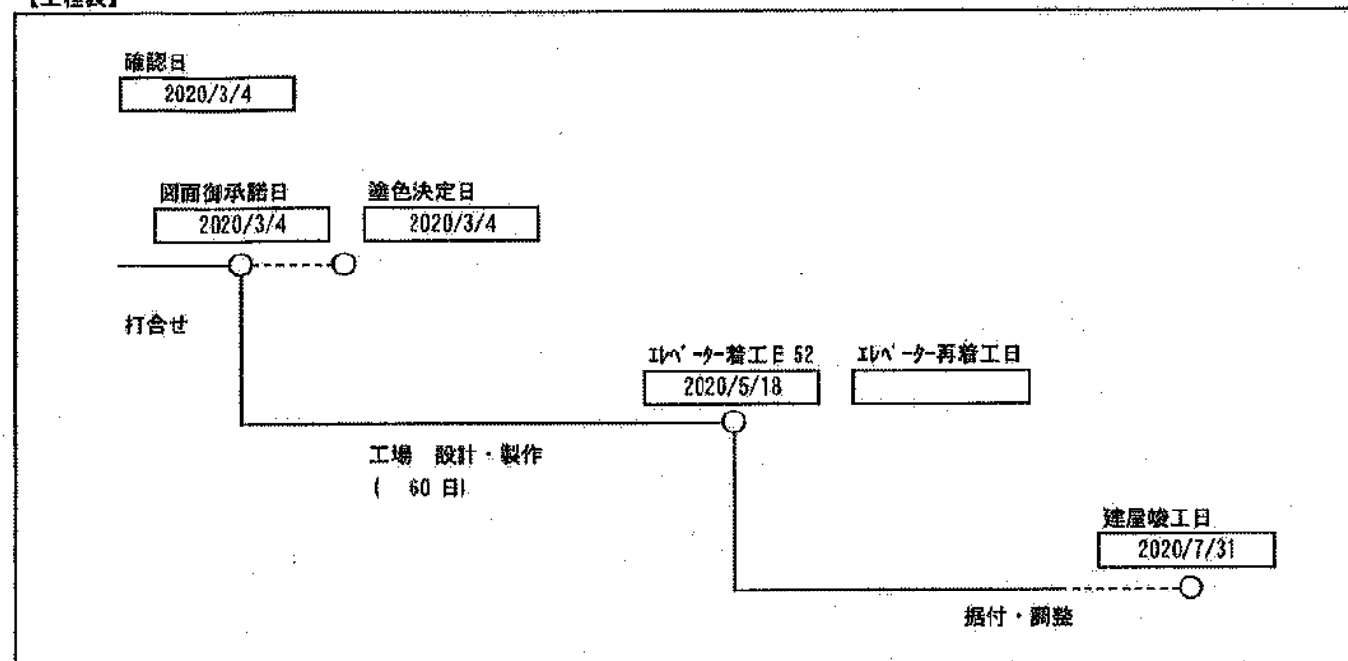 【工程表】
確認日
2020/3/4
図面御承諾日 塗色決定日
2020/3/4 2020/3/4
打合せ
ｴﾚﾍﾞｰﾀｰ着工日 52 ｴﾚﾍﾞｰﾀｰ再着工日
2020/5/18
工場 設計・製作
( 60 日)
建屋竣工日
2020/7/31
据付・調整